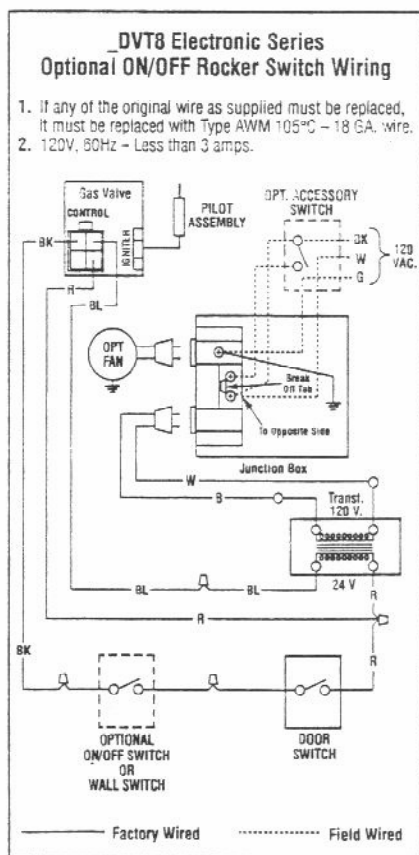 _DVT8 Electronic Series
Optional ON/OFF Rocker Switch Wiring
1. If any of the original wire as supplied must be replaced,
it must be replaced with Type AWM 105°C – 18 GA. wire.
2. 120V, 60Hz – Less than 3 amps.
Gas Valve
CONTROL
IGNITER
PILOT
ASSEMBLY
OPT. ACCESSORY
SWITCH
BK
R
BL
BK
W
G
120
VAC.
OPT
FAN
Break
Off Tab
To Opposite Side
Junction Box
W
B
Transf.
120 V.
24 V
BL
BL
R
R
R
BK
OPTIONAL
ON/OFF SWITCH
OR
WALL SWITCH
DOOR
SWITCH
Factory Wired
Field Wired